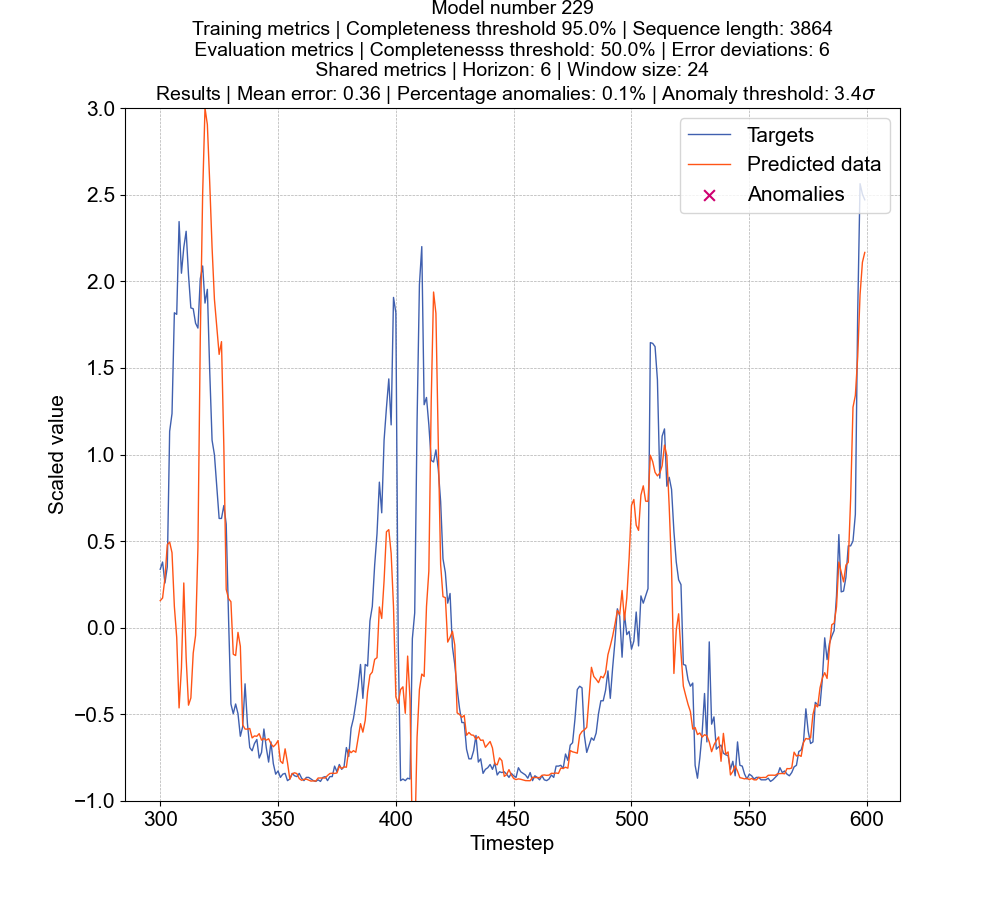 Model number 229
Training metrics | Completeness threshold 95.0% | Sequence length: 3864
Evaluation metrics | Completenesss threshold: 50.0% | Error deviations: 6
Shared metrics | Horizon: 6 | Window size: 24
Results | Mean error: 0.36 | Percentage anomalies: 0.1% | Anomaly threshold: 3.4σ
3.0
2.5
2.0
1.5
1.0
0.5
0.0
−0.5
−1.0
Scaled value
Targets
Predicted data
Anomalies
300 350 400 450 500 550 600
Timestep